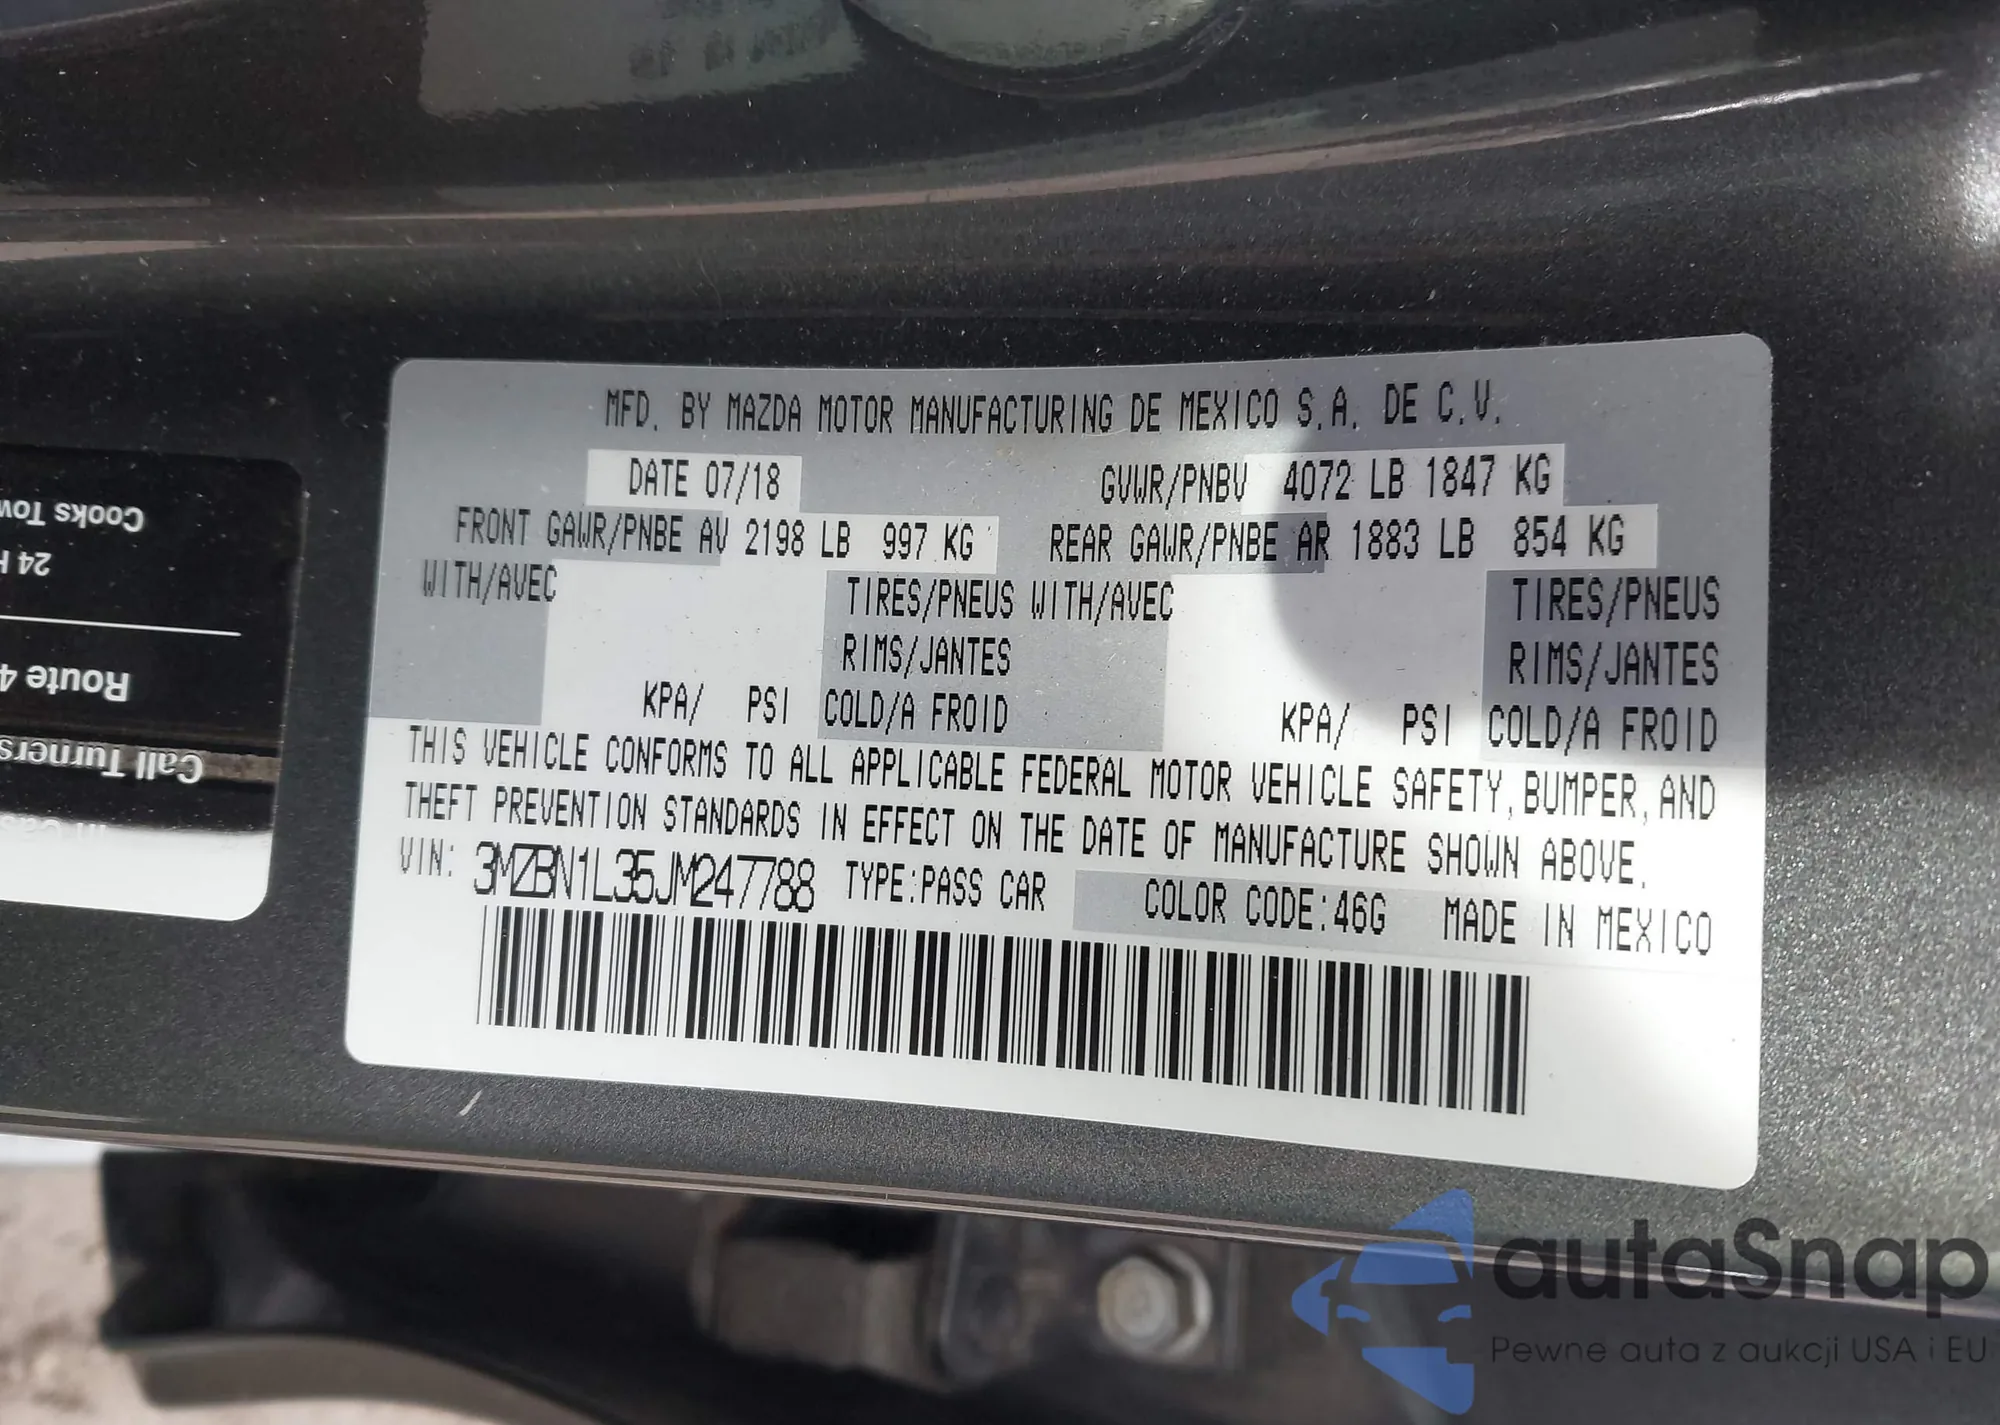 MFD. BY MAZDA MOTOR MANUFACTURING DE MEXICO S.A. DE C.V.
DATE 07/18 GVWR/PNBV 4072 LB 1847 KG
FRONT GAWR/PNBE AV 2198 LB 997 KG REAR GAWR/PNBE AR 1883 LB 854 KG
WITH/AVEC TIRES/PNEUS WITH/AVEC TIRES/PNEUS
RIMS/JANTES RIMS/JANTES
KPA/ PSI COLD/A FROID KPA/ PSI COLD/A FROID
THIS VEHICLE CONFORMS TO ALL APPLICABLE FEDERAL MOTOR VEHICLE SAFETY, BUMPER, AND
THEFT PREVENTION STANDARDS IN EFFECT ON THE DATE OF MANUFACTURE SHOWN ABOVE.
VIN: 3MZBN1L35JM247788 TYPE:PASS CAR COLOR CODE:46G MADE IN MEXICO
Call Turners
Route 4
24 H
Cooks Tow
autaSnap
Pewne auta z aukcji USA i EU